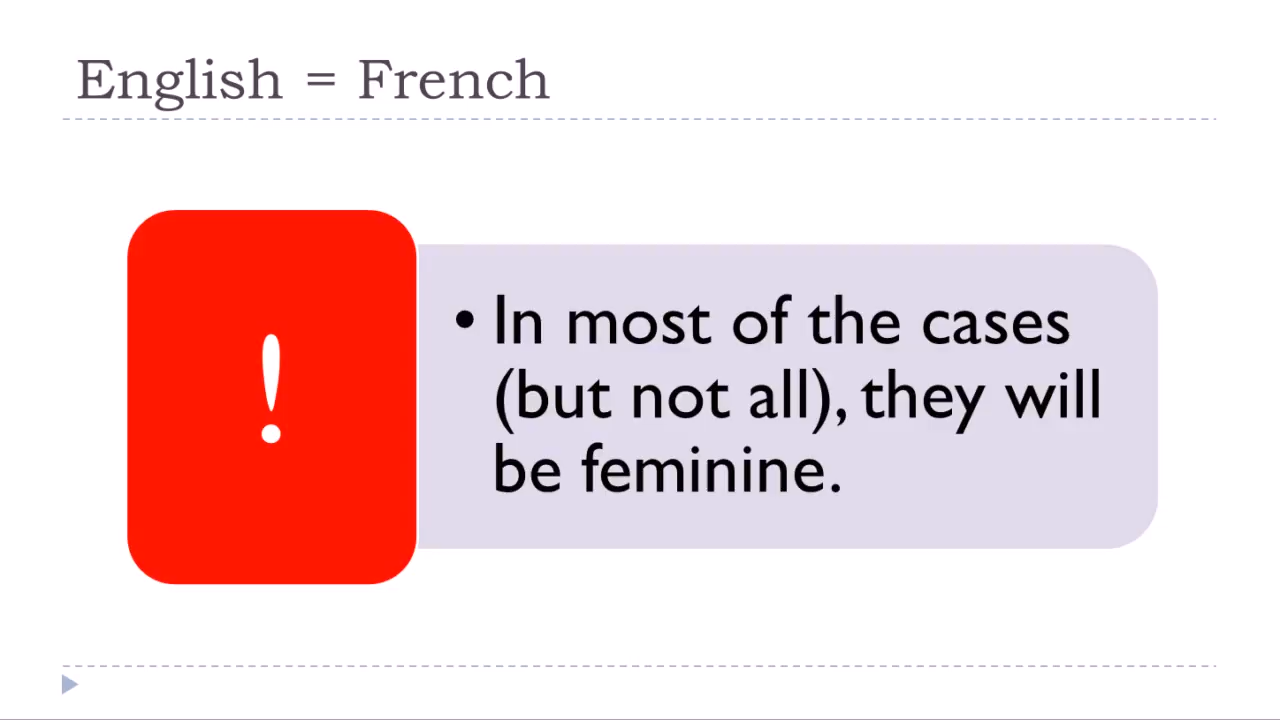 English = French
!
• In most of the cases
(but not all), they will
be feminine.